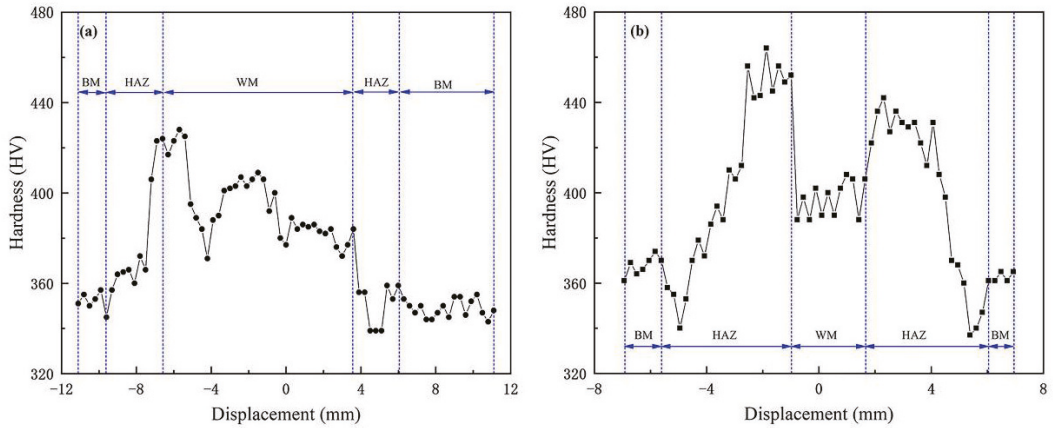 (a)
480
440
400
360
320
Hardness (HV)
BM
HAZ
WM
HAZ
BM
−12
−8
−4
0
4
8
12
Displacement (mm)
(b)
480
440
400
360
320
Hardness (HV)
BM
HAZ
WM
HAZ
BM
−8
−4
0
4
8
Displacement (mm)